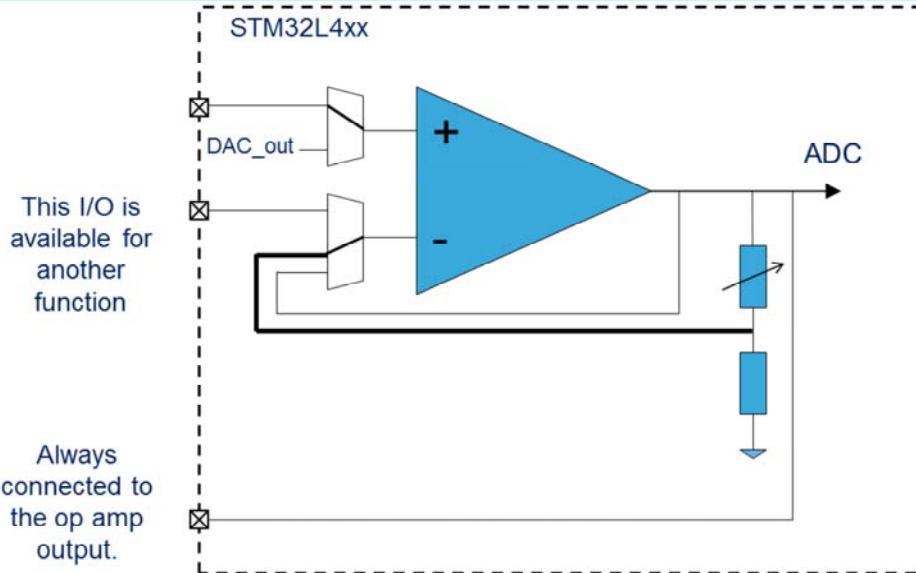 STM32L4xx
+
DAC_out
ADC
-
This I/O is
available for
another
function
Always
connected to
the op amp
output.